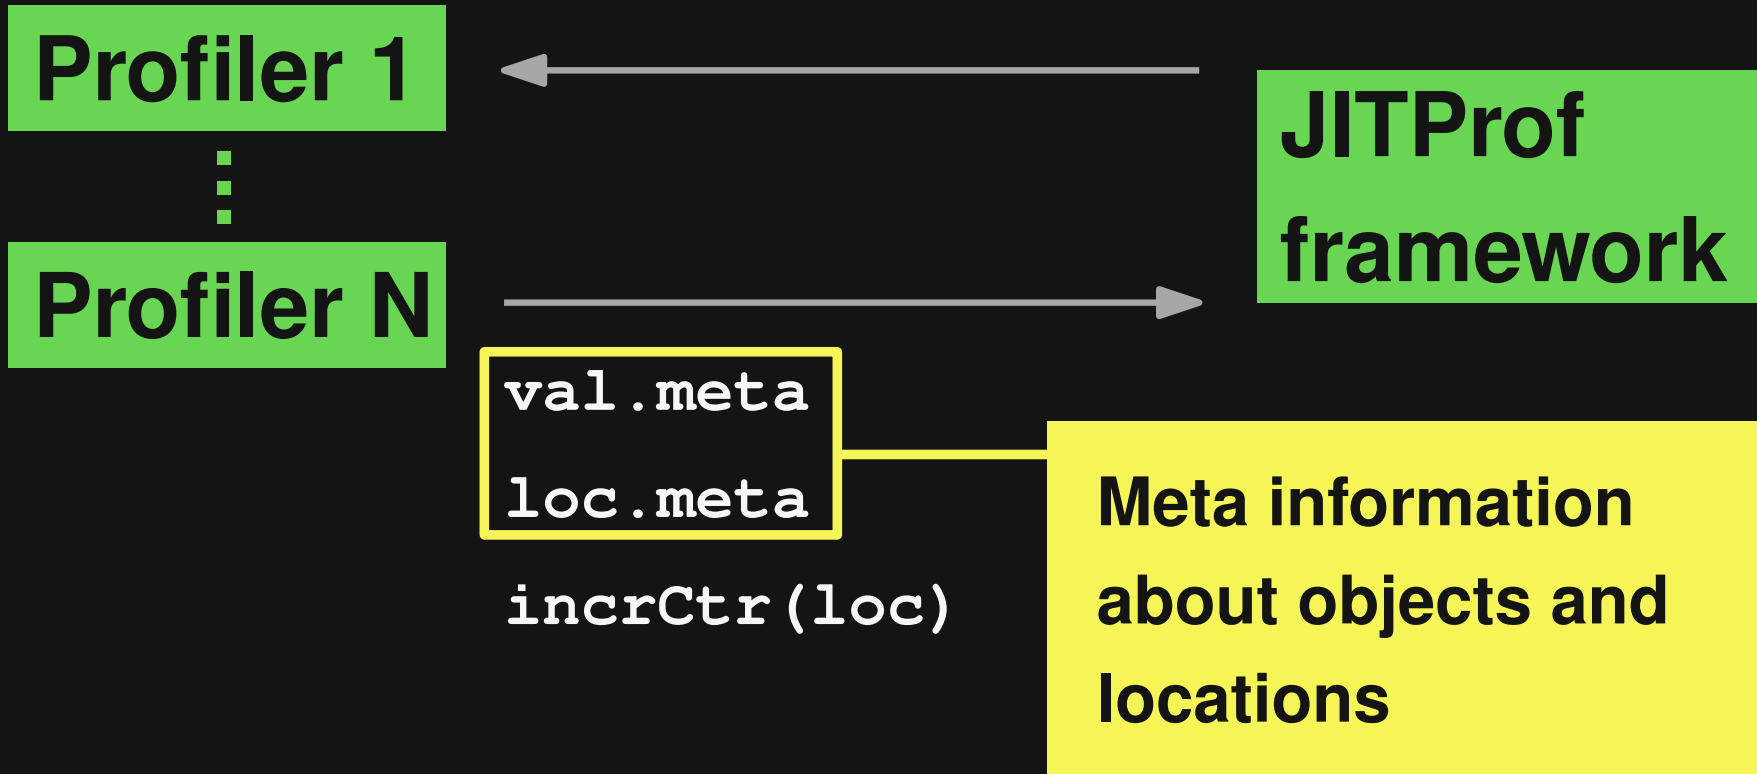 Profiler 1
JITProf
framework
Profiler N
val.meta
loc.meta
incrCtr(loc)
Meta information
about objects and
locations